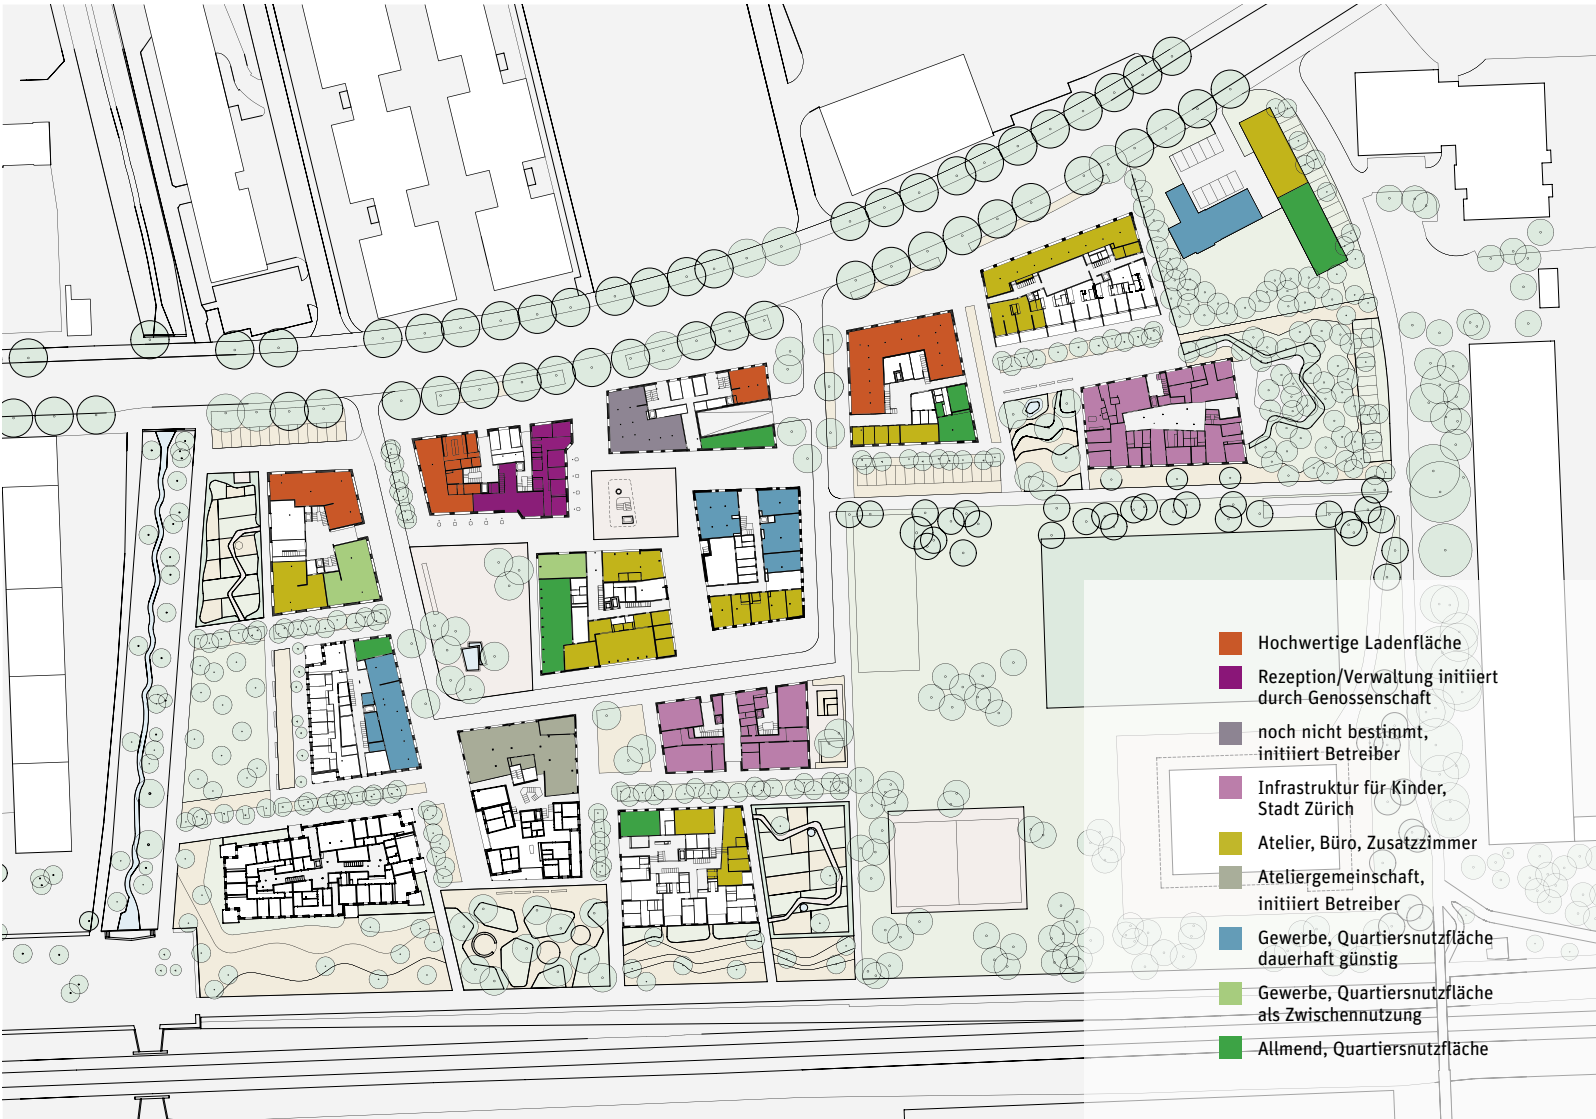 Hochwertige Ladenfläche
Rezeption/Verwaltung initiiert
durch Genossenschaft
noch nicht bestimmt,
initiiert Betreiber
Infrastruktur für Kinder,
Stadt Zürich
Atelier, Büro, Zusatzzimmer
Ateliergemeinschaft,
initiiert Betreiber
Gewerbe, Quartiersnutzfläche
dauerhaft günstig
Gewerbe, Quartiersnutzfläche
als Zwischennutzung
Allmend, Quartiersnutzfläche